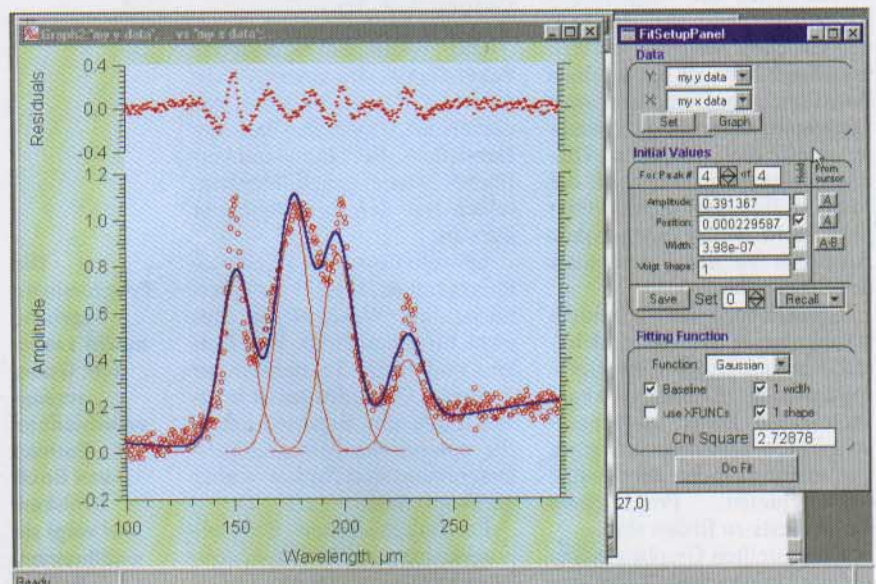 Graph2:"my y data", ... vs "my x data";
Residuals
0.4
0.0
-0.4
Amplitude
1.2
1.0
0.8
0.6
0.4
0.2
0.0
-0.2
100
150
200
250
Wavelength, µm
Ready
FitSetupPanel
Data
Y: my y data
X: my x data
Set Graph
Initial Values
For Peak # 4 of 4 Hold From cursor
Amplitude: 0.391367 A
Position: 0.000229587 A
Width: 3.98e-07 A-B
Voigt Shape: 1
Save Set 0 Recall
Fitting Function
Function: Gaussian
Baseline 1 width
use XFUNCs 1 shape
Chi Square 2.72878
Do Fit
27,0)